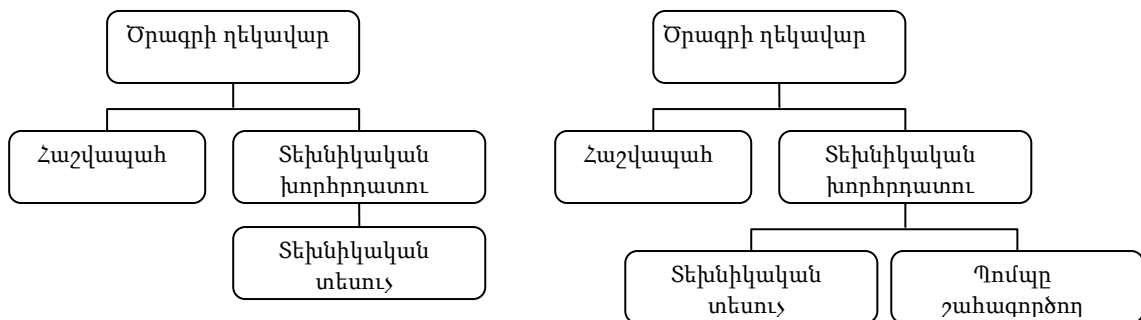 Ծրագրի ղեկավար
Հաշվապահ
Տեխնիկական
խորհրդատու
Տեխնիկական
տեսուչ
Ծրագրի ղեկավար
Հաշվապահ
Տեխնիկական
խորհրդատու
Տեխնիկական
տեսուչ
Պոմպը
շահագործող